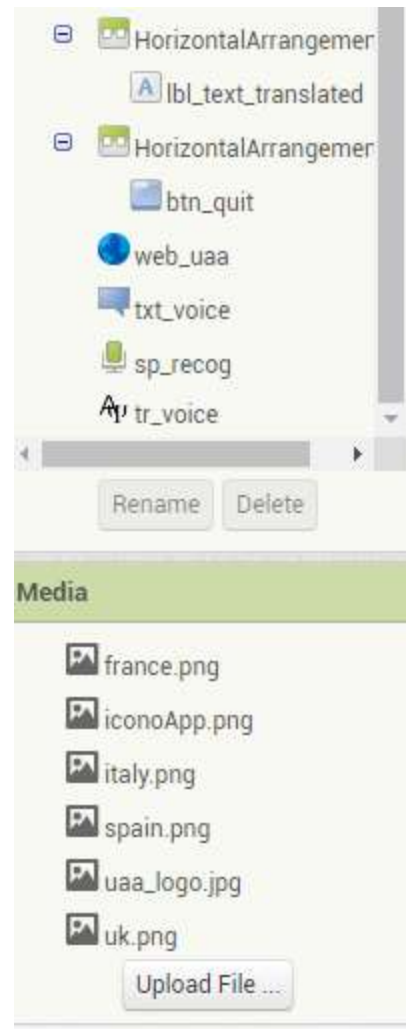 HorizontalArrangemer
A lbl_text_translated
HorizontalArrangemer
btn_quit
web_uaa
txt_voice
sp_recog
tr_voice
Rename Delete
Media
france.png
iconoApp.png
italy.png
spain.png
uaa_logo.jpg
uk.png
Upload File ...